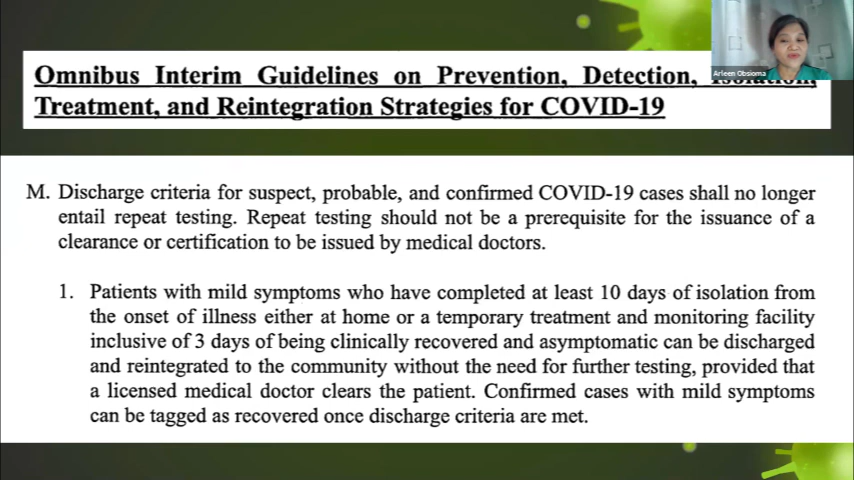 Arleen Obsioma
Omnibus Interim Guidelines on Prevention, Detection, Isolation,
Treatment, and Reintegration Strategies for COVID-19
M. Discharge criteria for suspect, probable, and confirmed COVID-19 cases shall no longer
entail repeat testing. Repeat testing should not be a prerequisite for the issuance of a
clearance or certification to be issued by medical doctors.
1. Patients with mild symptoms who have completed at least 10 days of isolation from
the onset of illness either at home or a temporary treatment and monitoring facility
inclusive of 3 days of being clinically recovered and asymptomatic can be discharged
and reintegrated to the community without the need for further testing, provided that
a licensed medical doctor clears the patient. Confirmed cases with mild symptoms
can be tagged as recovered once discharge criteria are met.